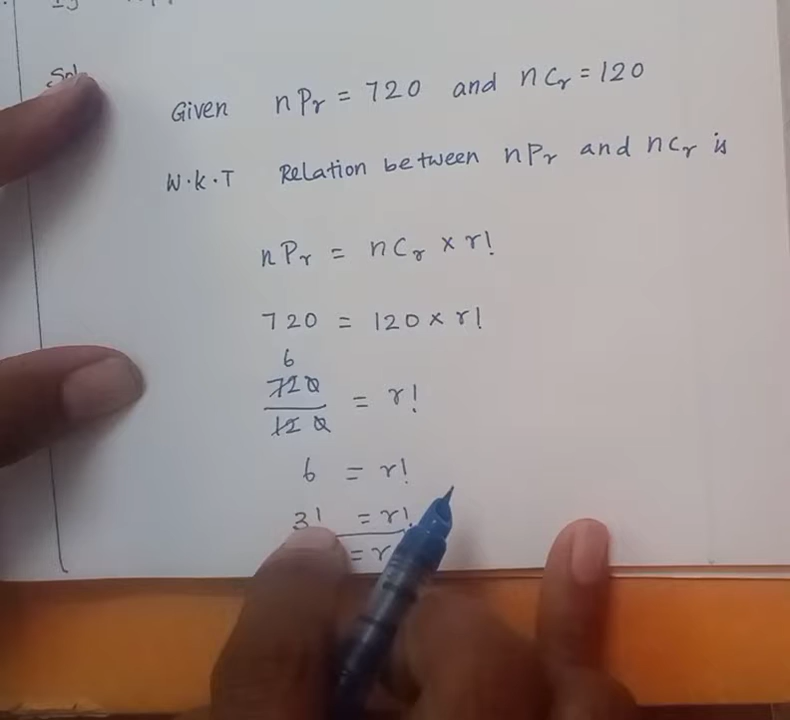 Given nPr = 720 and nCr = 120
W.K.T Relation between nPr and nCr is
nPr = nCr × r!
720 = 120 × r!
6
720
120 = r!
6 = r!
3! = r!
= r